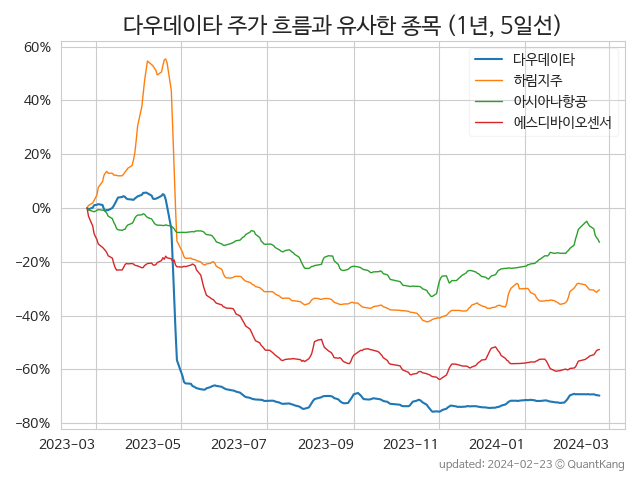 다우데이타 주가 흐름과 유사한 종목 (1년, 5일선)
다우데이타
하림지주
아시아나항공
에스디바이오센서
60%
40%
20%
0%
−20%
−40%
−60%
−80%
2023-03 2023-05 2023-07 2023-09 2023-11 2024-01 2024-03
updated: 2024-02-23 © QuantKang